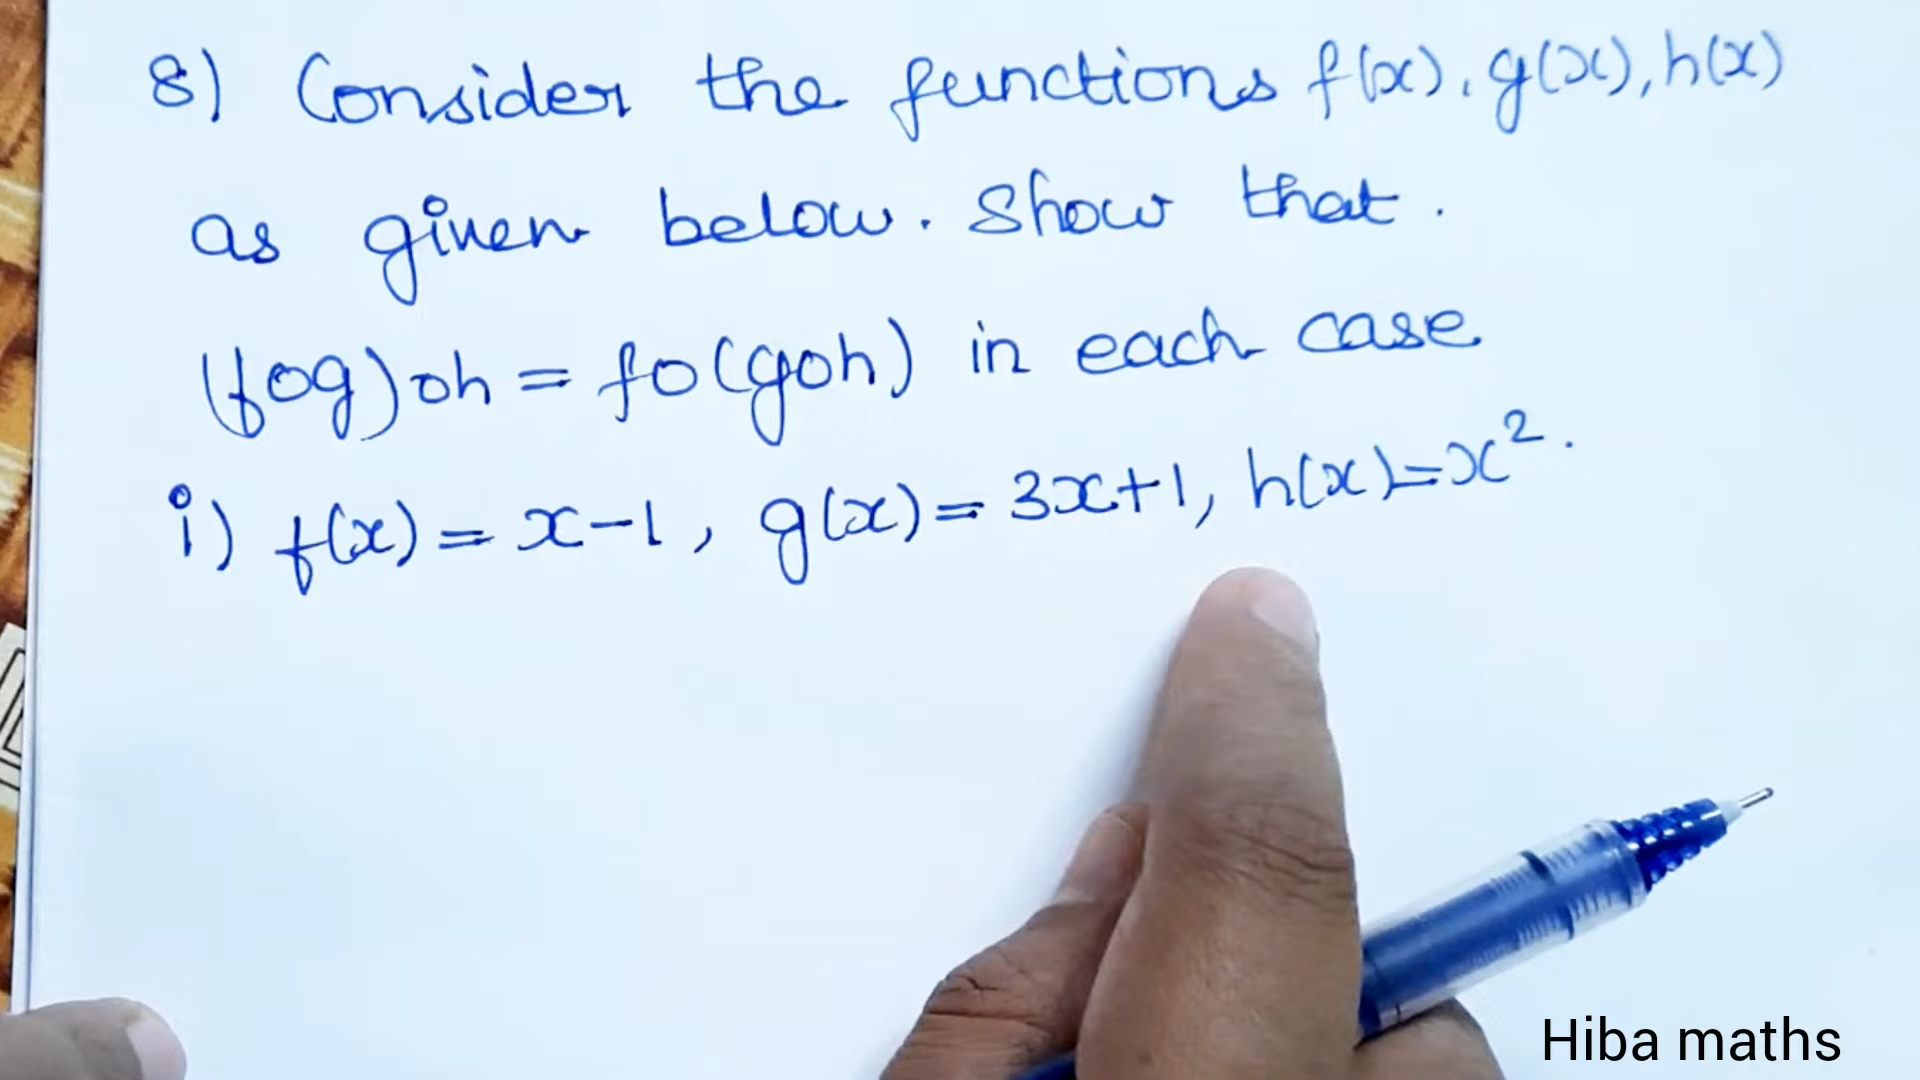 8) Consider the functions f(x), g(x), h(x)
as given below. Show that.
(fog)oh = fo(goh) in each case
i) f(x) = x-1, g(x) = 3x+1, h(x)=x².
Hiba maths